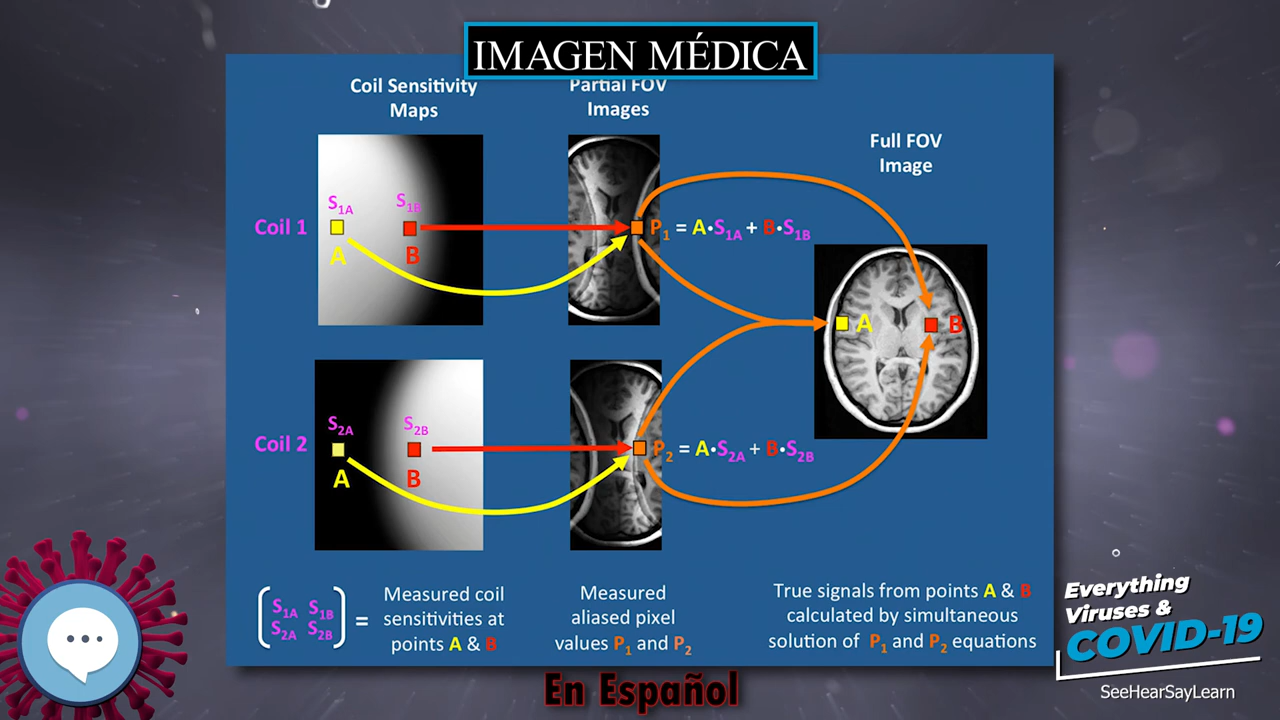 IMAGEN MÉDICA
Coil Sensitivity
Maps
Partial FOV
Images
Full FOV
Image
S1A
S1B
Coil 1
A
B
P1 = A•S1A + B•S1B
A
B
S2A
S2B
Coil 2
A
B
P2 = A•S2A + B•S2B
S1A S1B
S2A S2B
=
Measured coil
sensitivities at
points A & B
Measured
aliased pixel
values P1 and P2
True signals from points A & B
calculated by simultaneous
solution of P1 and P2 equations
Everything
Viruses &
COVID-19
SeeHearSayLearn
En Español